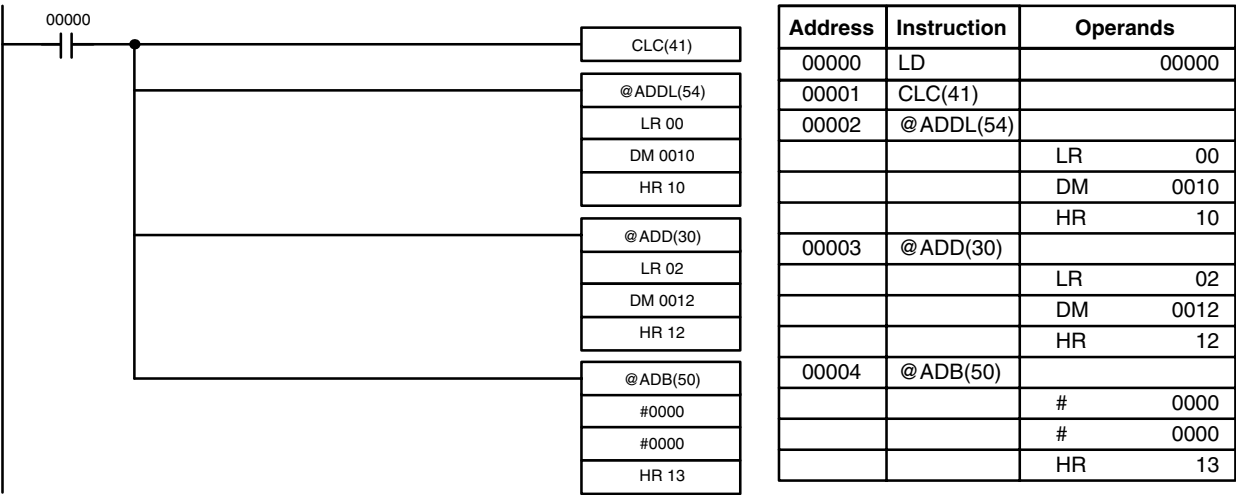 00000
CLC(41)
@ADDL(54)
LR 00
DM 0010
HR 10
@ADD(30)
LR 02
DM 0012
HR 12
@ADB(50)
#0000
#0000
HR 13
Address Instruction Operands
00000 LD 00000
00001 CLC(41)
00002 @ADDL(54)
LR 00
DM 0010
HR 10
00003 @ADD(30)
LR 02
DM 0012
HR 12
00004 @ADB(50)
# 0000
# 0000
HR 13